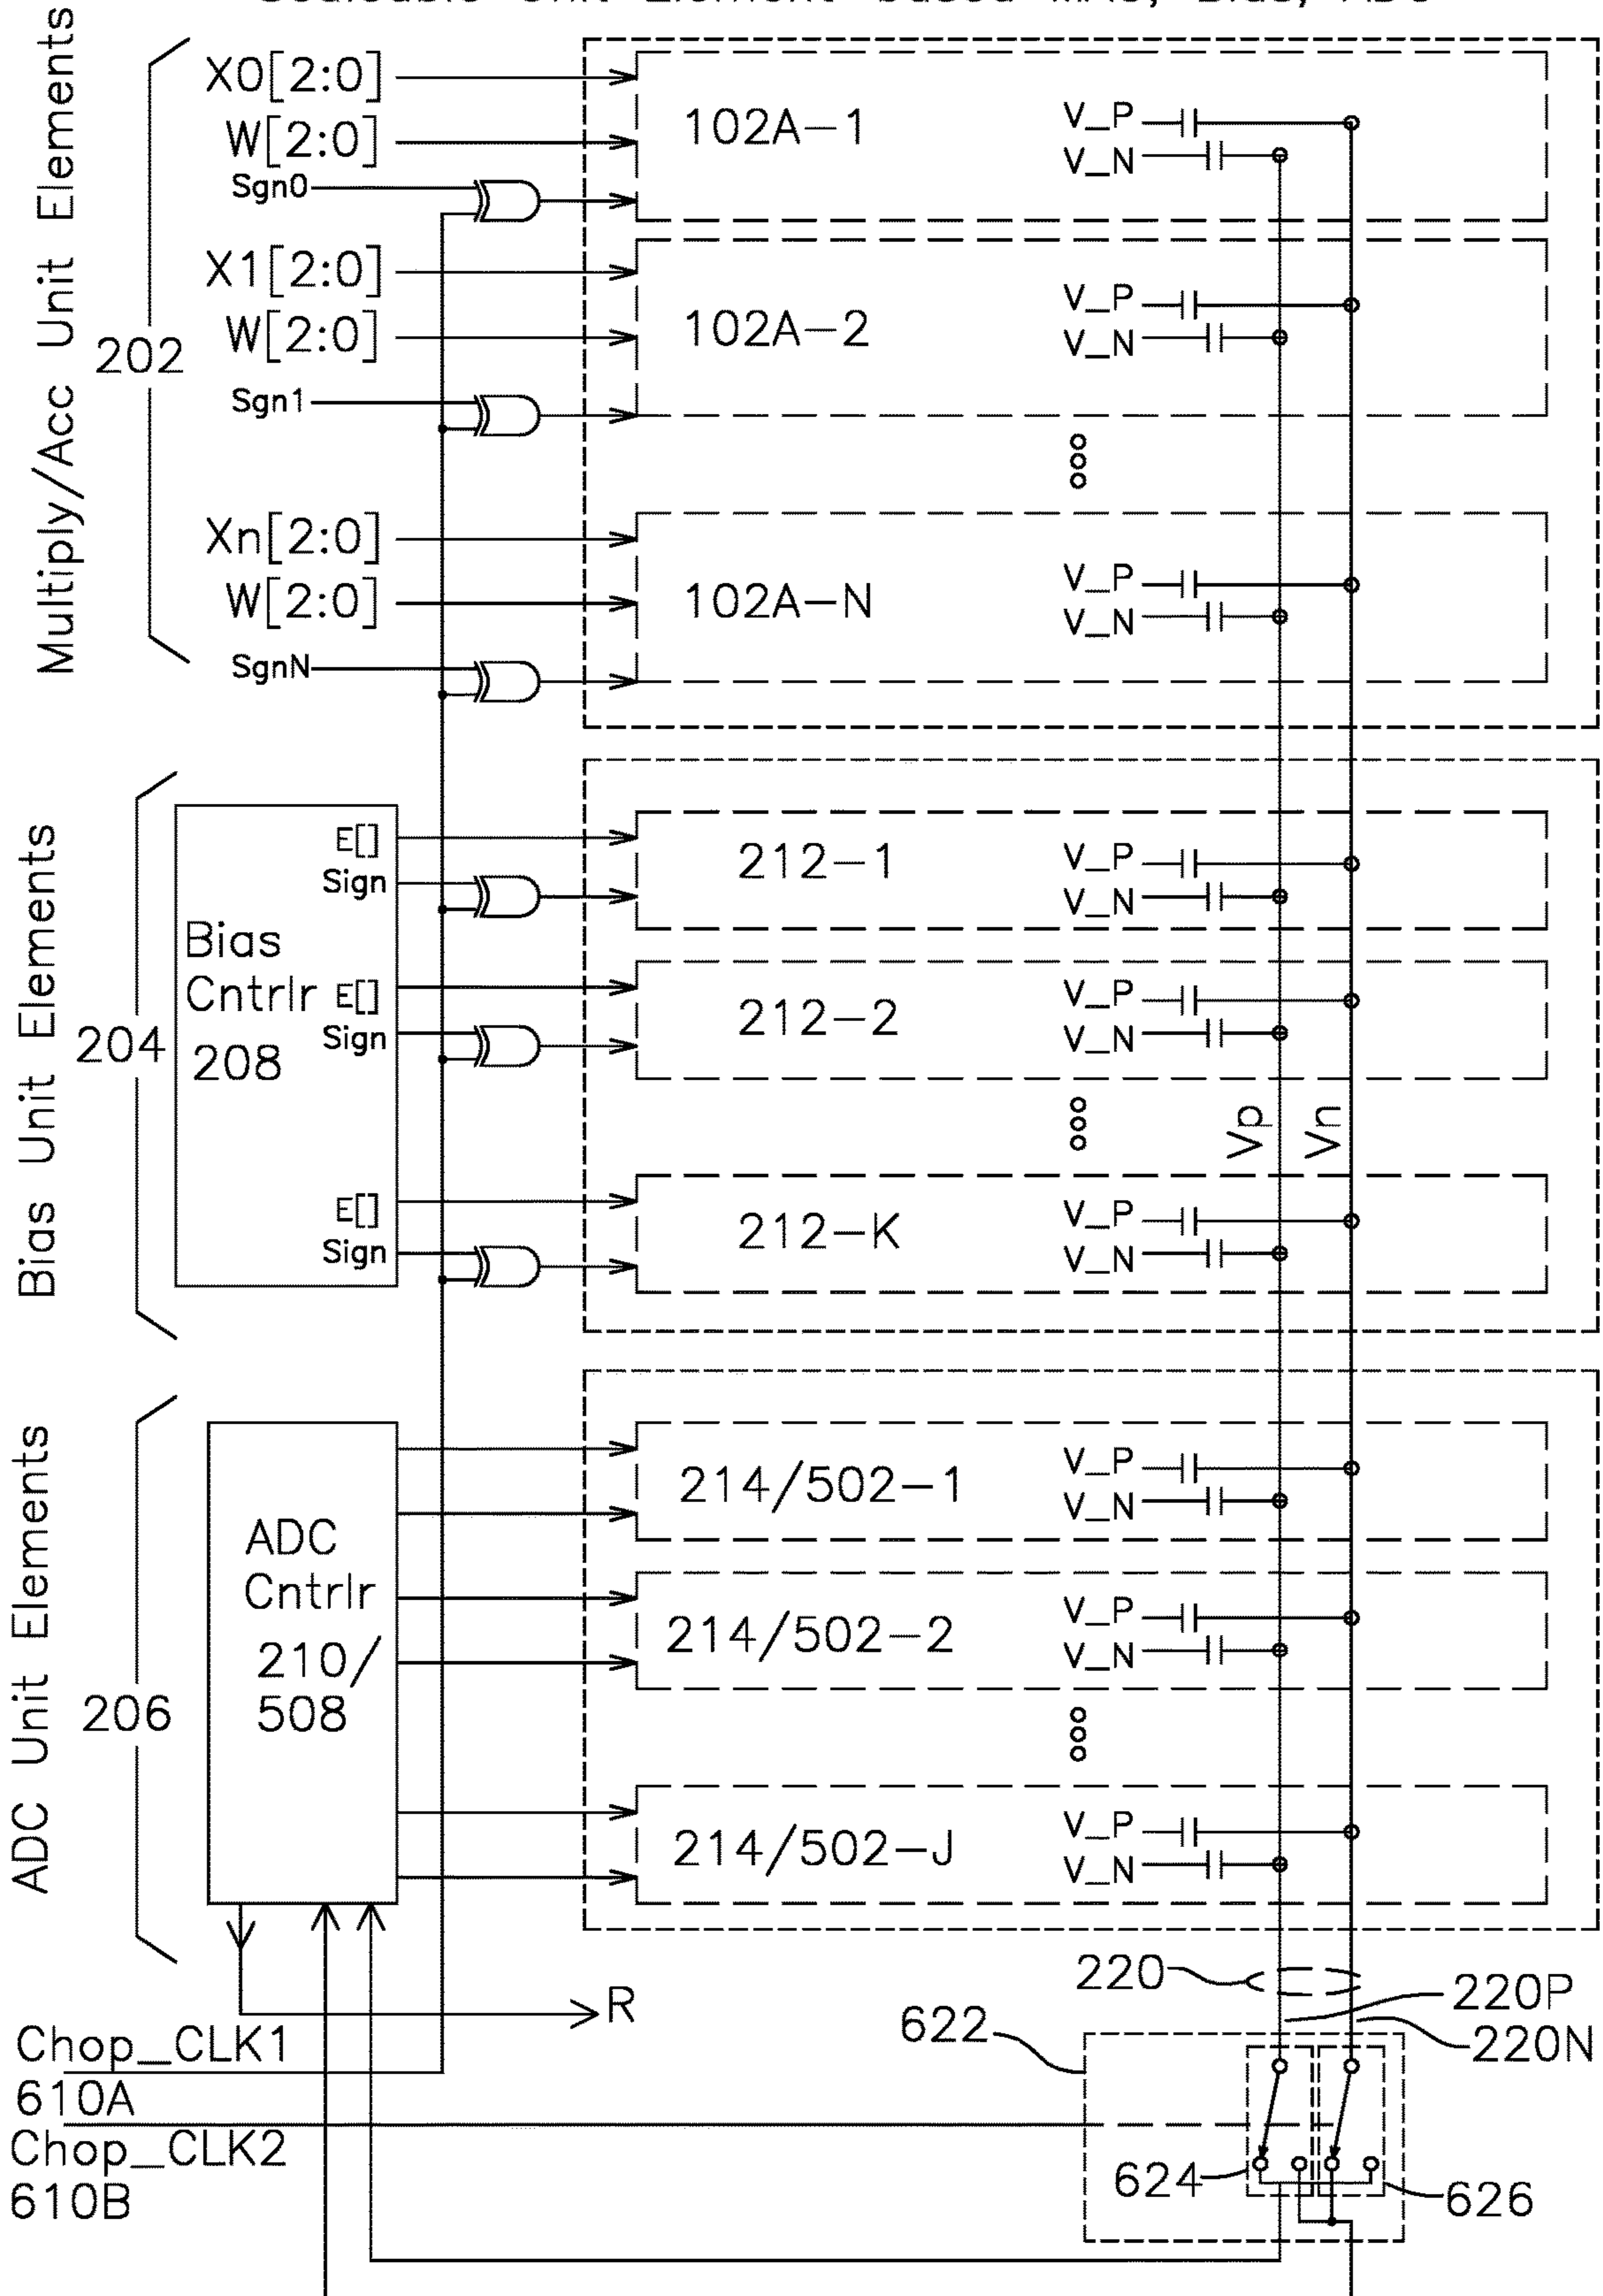 Multiply/Acc Unit Elements
202
X0[2:0]
W[2:0]
Sgn0
102A-1
V_P
V_N
X1[2:0]
W[2:0]
Sgn1
102A-2
V_P
V_N
Xn[2:0]
W[2:0]
SgnN
102A-N
V_P
V_N
Bias Unit Elements
204
Bias
Cntrlr
208
E[]
Sign
E[]
Sign
E[]
Sign
212-1
V_P
V_N
212-2
V_P
V_N
Vp
Vn
212-K
V_P
V_N
ADC Unit Elements
206
ADC
Cntrlr
210/
508
214/502-1
V_P
V_N
214/502-2
V_P
V_N
214/502-J
V_P
V_N
R
220
220P
220N
622
Chop_CLK1
610A
Chop_CLK2
610B
624
626